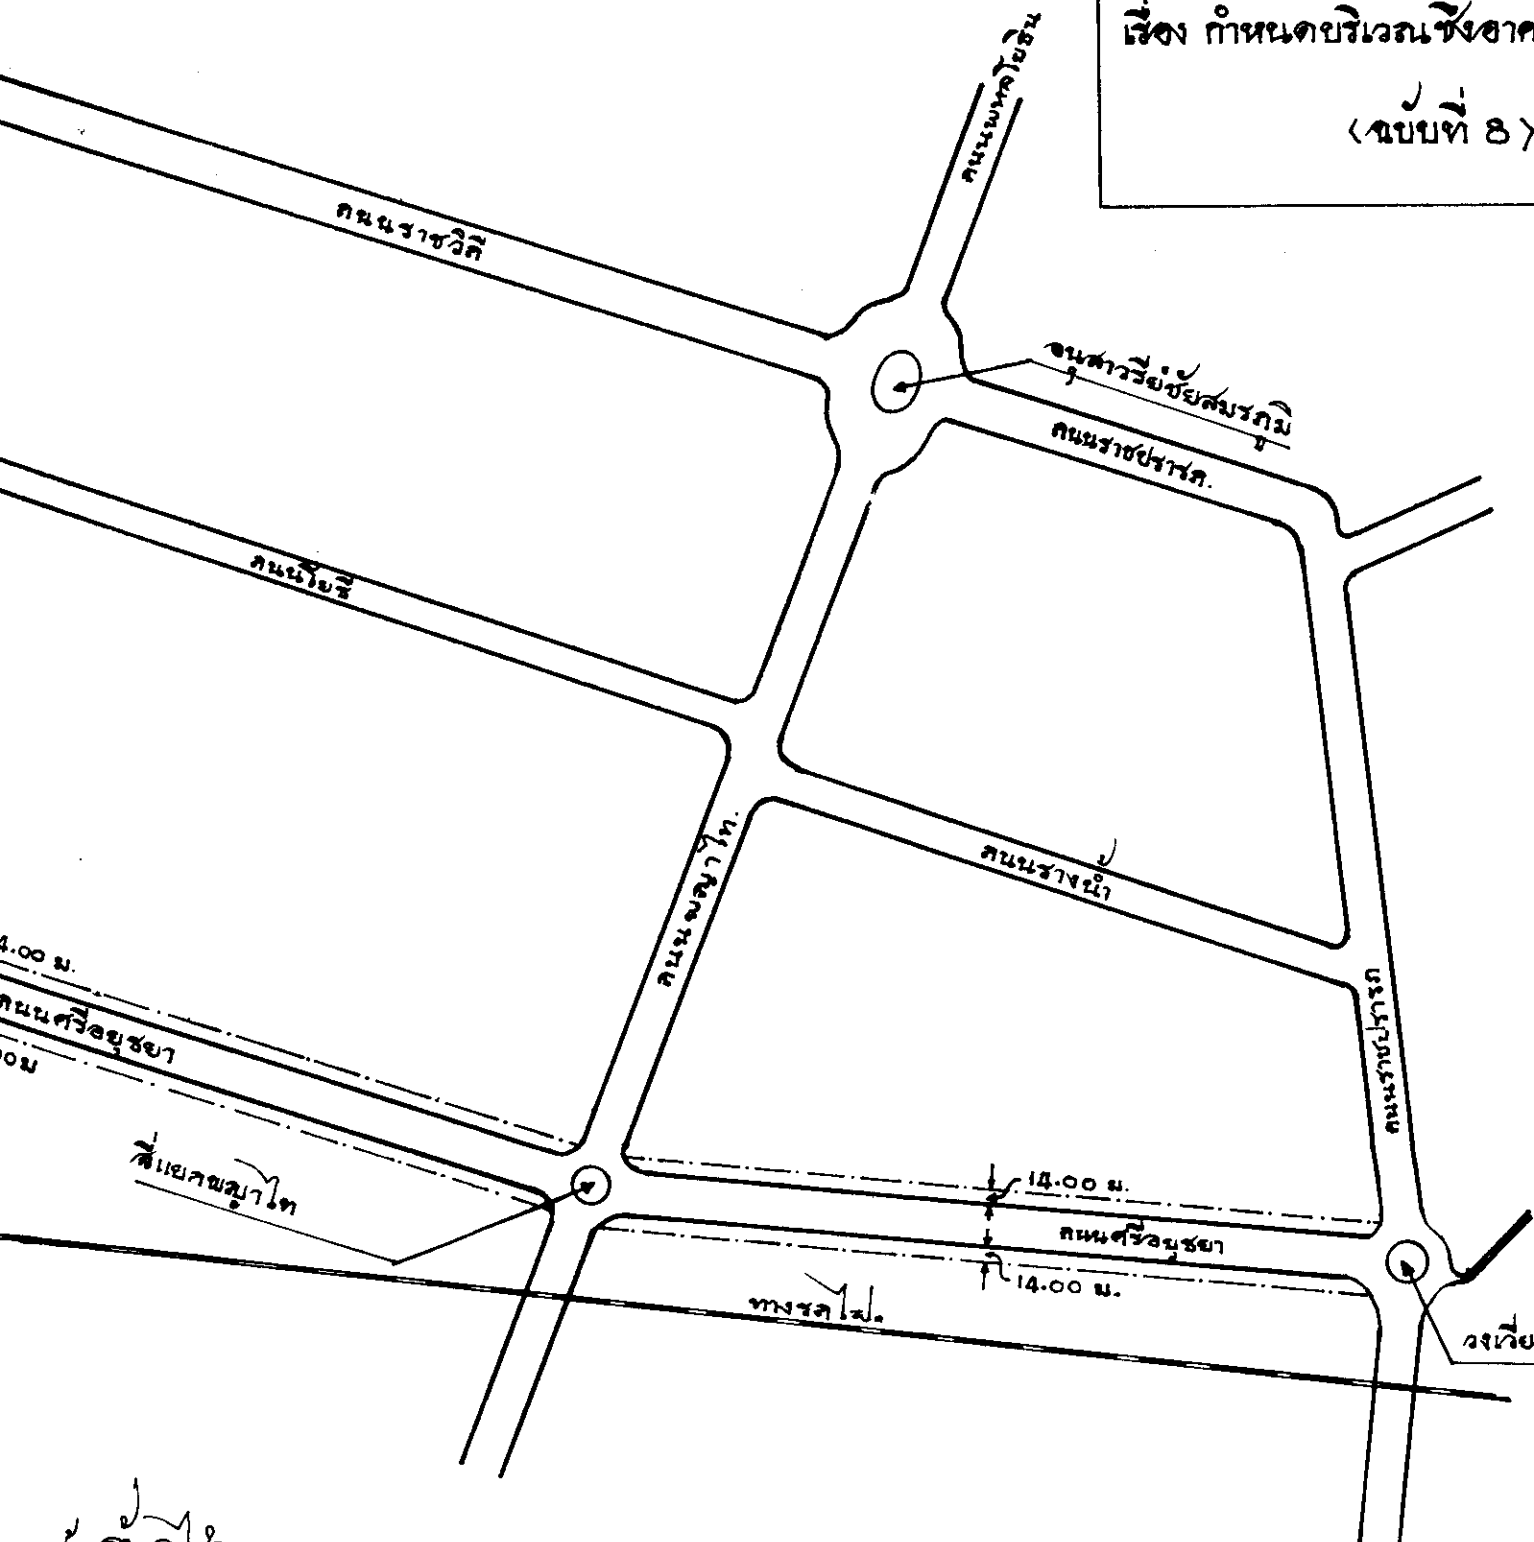 เรื่อง กำหนดบริเวณซึ่งอาค
(ฉบับที่ 8)
ถนนพหลโยธิน
ถนนราชวิถี
อนุสาวรีย์ชัยสมรภูมิ
ถนนราชปรารภ.
ถนนโยธี
ถนนพญาไท.
ถนนรางน้ำ
4.00 ม.
ถนนศรีอยุธยา
00ม
ถนนราชปรารภ
สี่แยกพญาไท
14.00 ม.
ถนนศรีอยุธยา
14.00 ม.
ทางรถไฟ.
วงเวีย